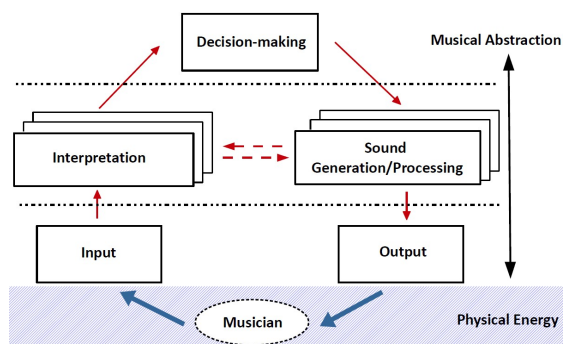 Decision-making
Musical Abstraction
Interpretation
Sound
Generation/Processing
Input
Output
Musician
Physical Energy